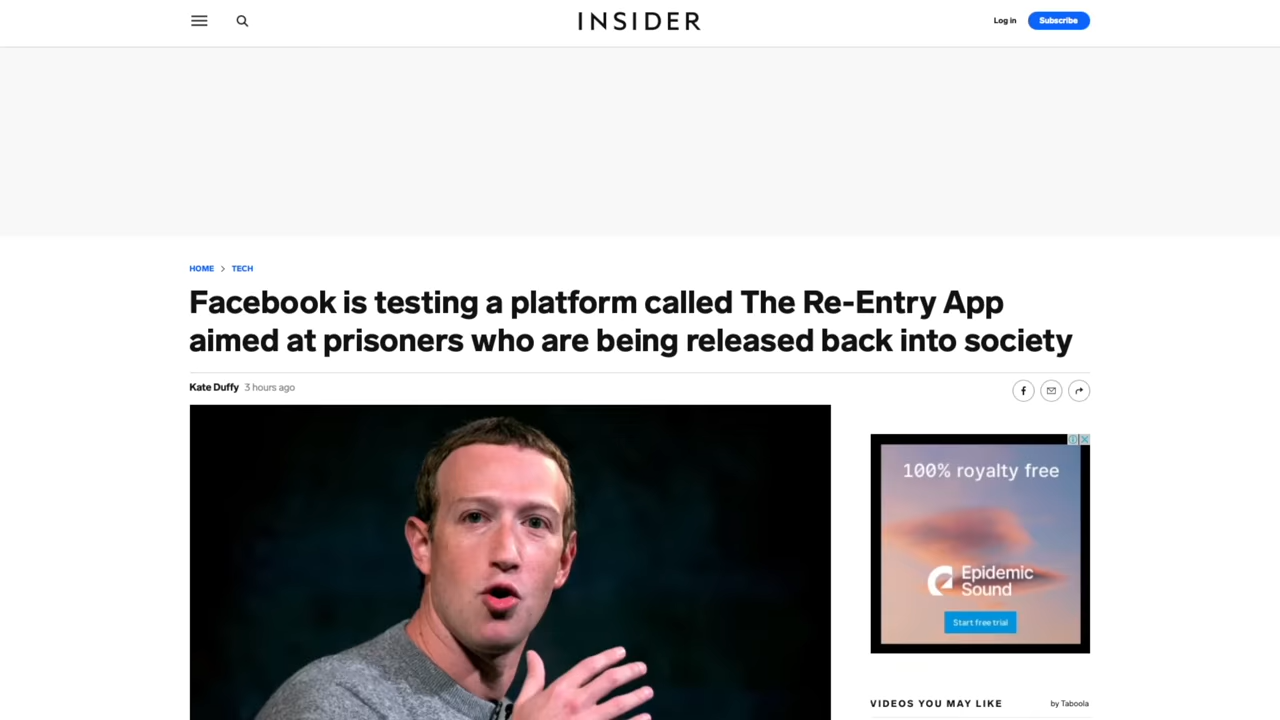 INSIDER
Log in
Subscribe
HOME > TECH
Facebook is testing a platform called The Re-Entry App
aimed at prisoners who are being released back into society
Kate Duffy 3 hours ago
100% royalty free
Epidemic
Sound
Start free trial
VIDEOS YOU MAY LIKE
by Taboola